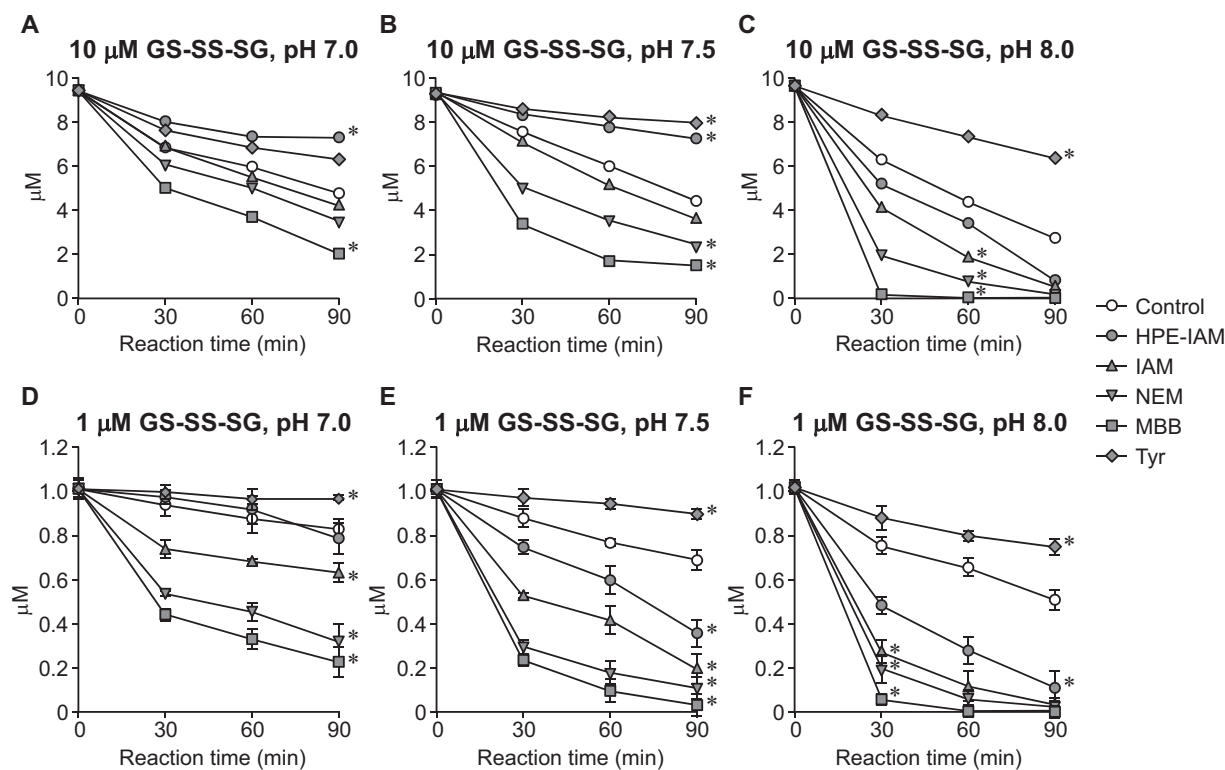 A
10 μM GS-SS-SG, pH 7.0
10
8
6
4
2
0
μM
0 30 60 90
Reaction time (min)
*
*
B
10 μM GS-SS-SG, pH 7.5
10
8
6
4
2
0
μM
0 30 60 90
Reaction time (min)
*
*
*
*
C
10 μM GS-SS-SG, pH 8.0
10
8
6
4
2
0
μM
0 30 60 90
Reaction time (min)
*
*
*
*
Control
HPE-IAM
IAM
NEM
MBB
Tyr
D
1 μM GS-SS-SG, pH 7.0
1.2
1.0
0.8
0.6
0.4
0.2
0
μM
0 30 60 90
Reaction time (min)
*
*
*
*
E
1 μM GS-SS-SG, pH 7.5
1.2
1.0
0.8
0.6
0.4
0.2
0
μM
0 30 60 90
Reaction time (min)
*
*
*
*
*
F
1 μM GS-SS-SG, pH 8.0
1.2
1.0
0.8
0.6
0.4
0.2
0
μM
0 30 60 90
Reaction time (min)
*
*
*
*
*